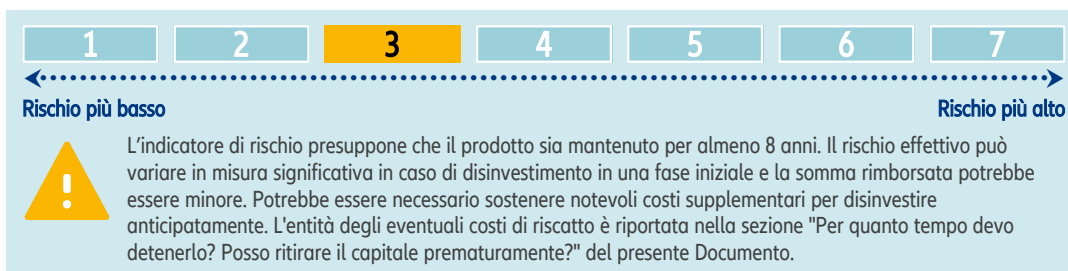 1 2 3 4 5 6 7
Rischio più basso Rischio più alto
L’indicatore di rischio presuppone che il prodotto sia mantenuto per almeno 8 anni. Il rischio effettivo può
variare in misura significativa in caso di disinvestimento in una fase iniziale e la somma rimborsata potrebbe
essere minore. Potrebbe essere necessario sostenere notevoli costi supplementari per disinvestire
anticipatamente. L'entità degli eventuali costi di riscatto è riportata nella sezione "Per quanto tempo devo
detenerlo? Posso ritirare il capitale prematuramente?" del presente Documento.